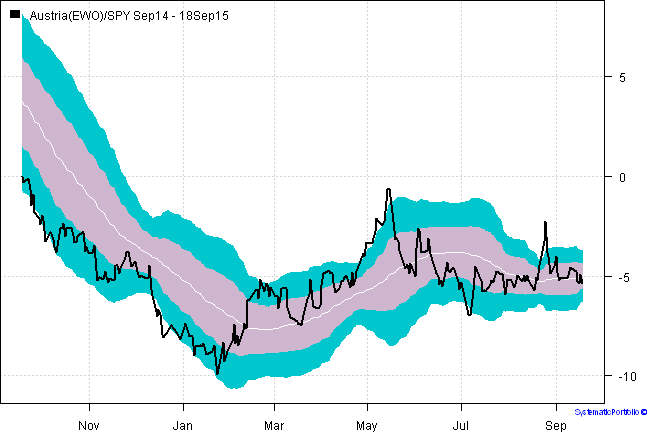 Austria(EWO)/SPY Sep14 - 18Sep15
5
0
-5
-10
Nov Jan Mar May Jul Sep
SystematicPortfolio ©